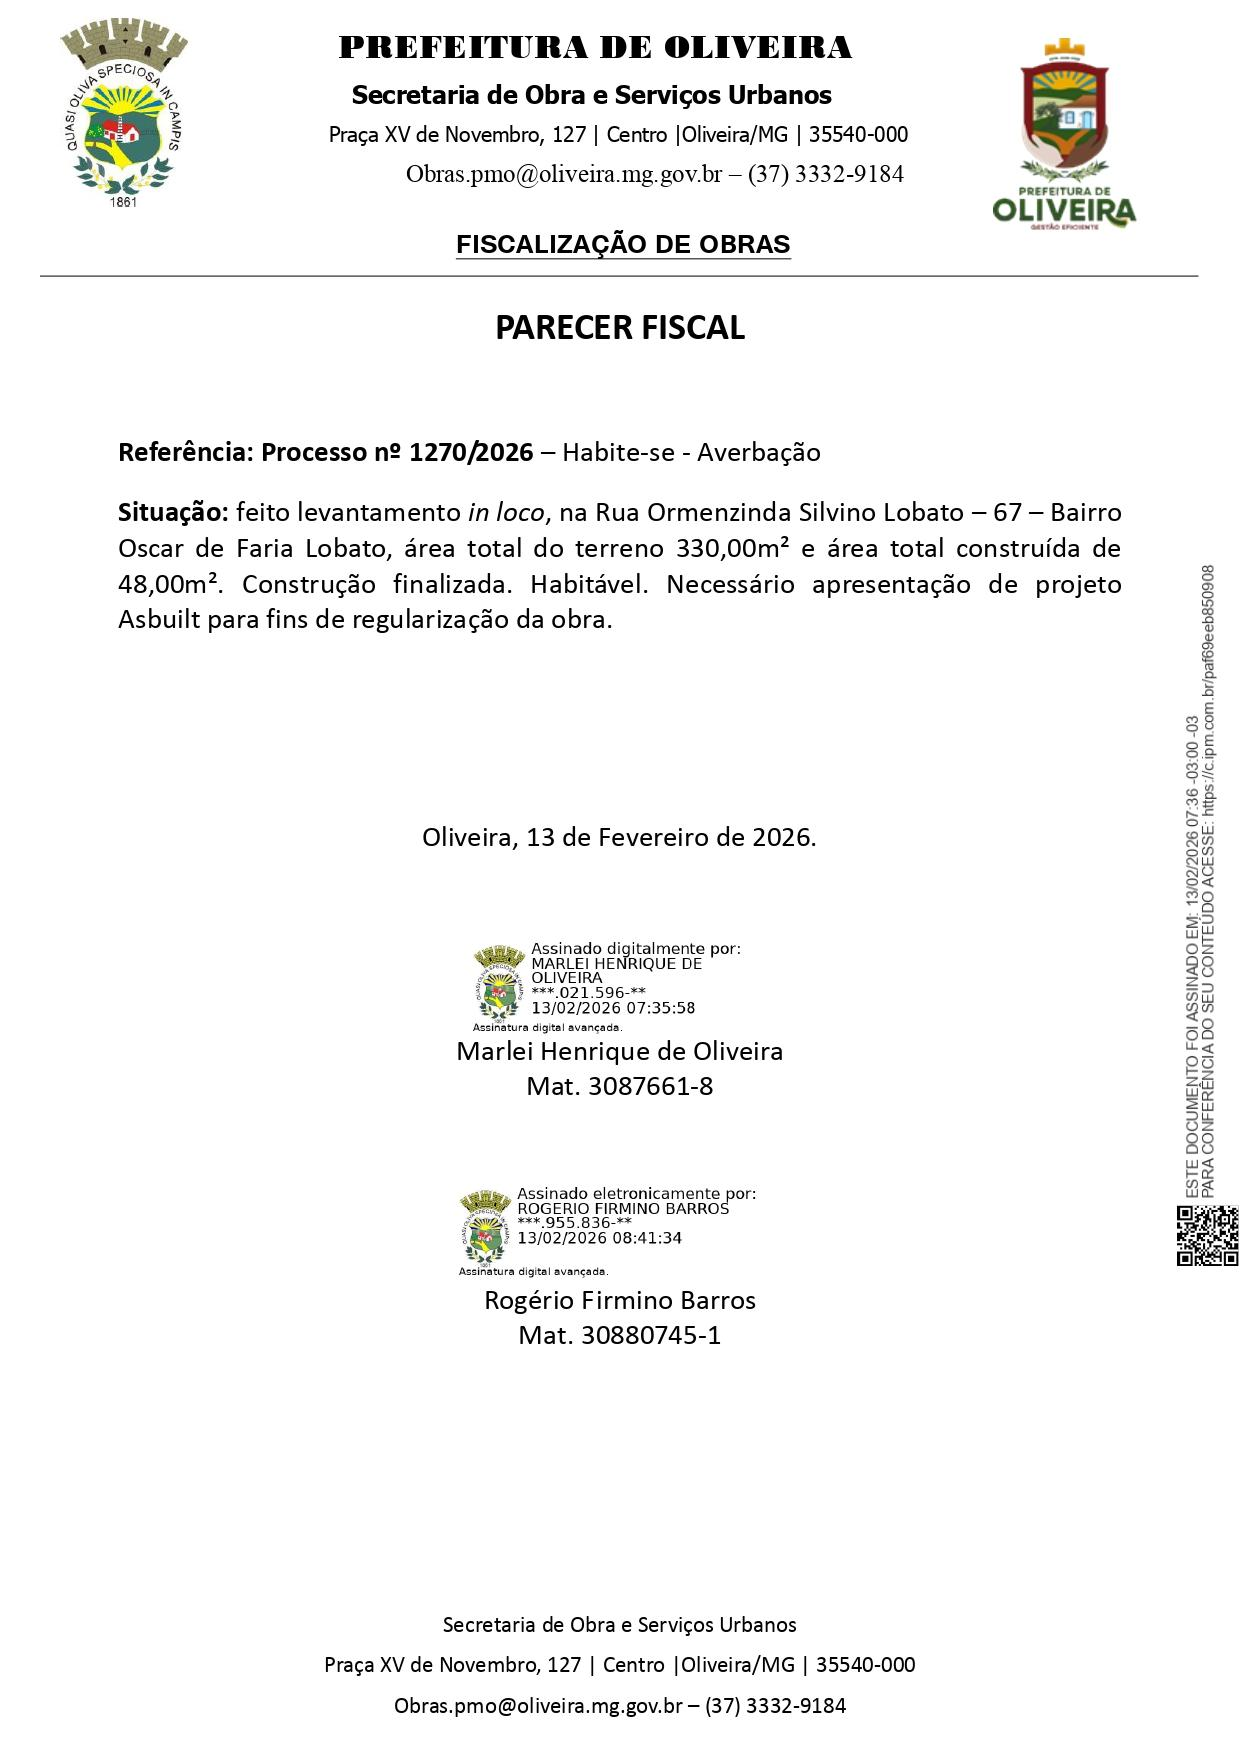 QUASI OLIVA SPECIOSA IN CAMPIS
1861
PREFEITURA DE OLIVEIRA
Secretaria de Obra e Serviços Urbanos
Praça XV de Novembro, 127 | Centro |Oliveira/MG | 35540-000
Obras.pmo@oliveira.mg.gov.br – (37) 3332-9184
PREFEITURA DE
OLIVEIRA
GESTÃO EFICIENTE
FISCALIZAÇÃO DE OBRAS
PARECER FISCAL
Referência: Processo nº 1270/2026 – Habite-se - Averbação
Situação: feito levantamento in loco, na Rua Ormenzinda Silvino Lobato – 67 – Bairro
Oscar de Faria Lobato, área total do terreno 330,00m² e área total construída de
48,00m². Construção finalizada. Habitável. Necessário apresentação de projeto
Asbuilt para fins de regularização da obra.
Oliveira, 13 de Fevereiro de 2026.
Assinado digitalmente por:
MARLEI HENRIQUE DE
OLIVEIRA
***.021.596-**
13/02/2026 07:35:58
Assinatura digital avançada.
Marlei Henrique de Oliveira
Mat. 3087661-8
Assinado eletronicamente por:
ROGERIO FIRMINO BARROS
***.955.836-**
13/02/2026 08:41:34
Assinatura digital avançada.
Rogério Firmino Barros
Mat. 30880745-1
ESTE DOCUMENTO FOI ASSINADO EM: 13/02/2026 07:36 -03:00 -03
PARA CONFERÊNCIA DO SEU CONTEÚDO ACESSE: https://c.ipm.com.br/paf69eeb850908
Secretaria de Obra e Serviços Urbanos
Praça XV de Novembro, 127 | Centro |Oliveira/MG | 35540-000
Obras.pmo@oliveira.mg.gov.br – (37) 3332-9184